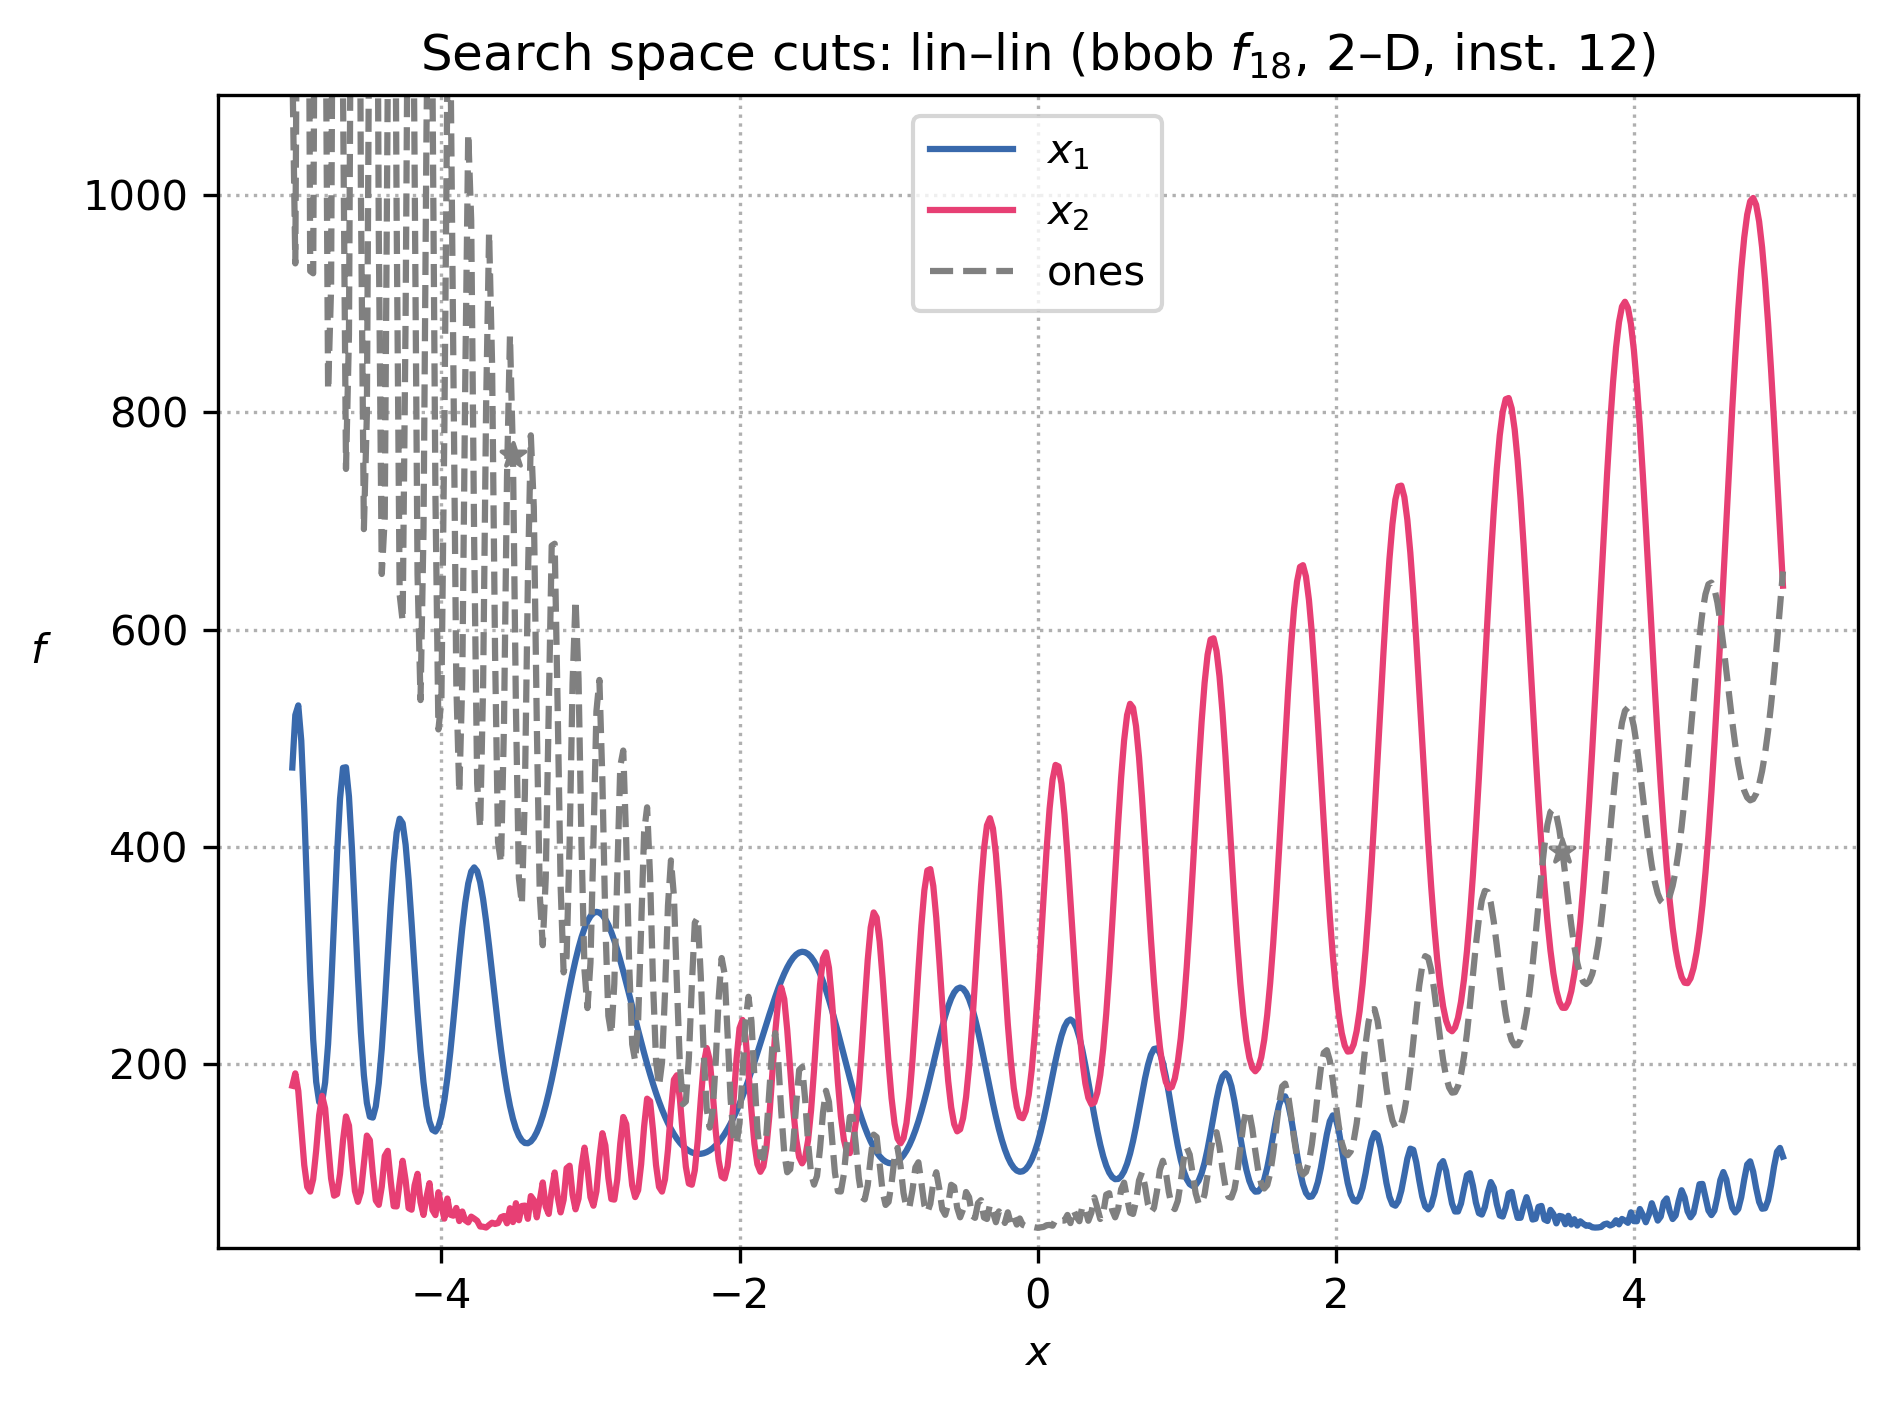 Search space cuts: lin–lin (bbob f₁₈, 2–D, inst. 12)
x₁
x₂
ones
1000
800
600
400
200
f
−4
−2
0
2
4
x